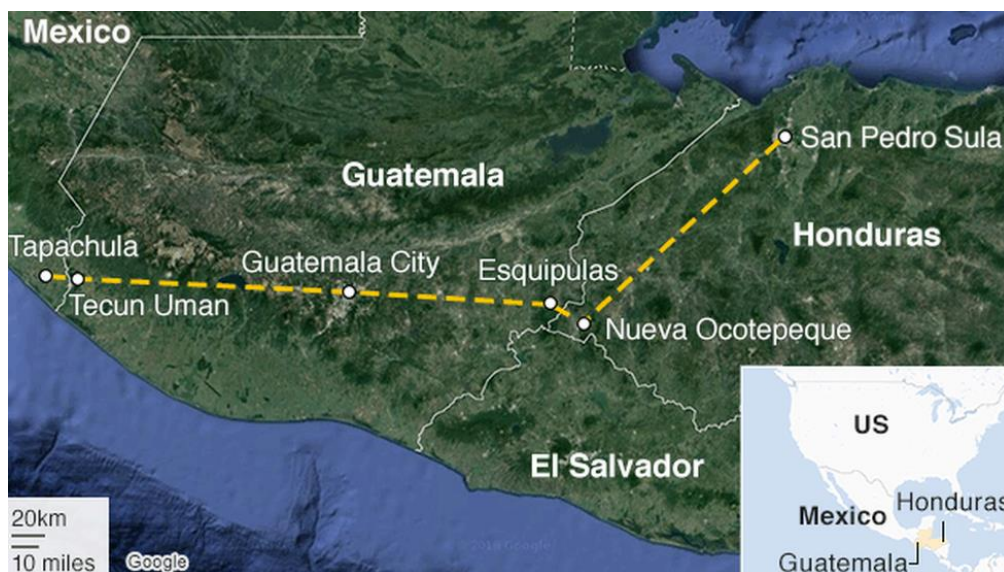 Mexico
San Pedro Sula
Guatemala
Honduras
Tapachula
Guatemala City
Esquipulas
Tecun Uman
Nueva Ocotepeque
El Salvador
US
Mexico
Honduras
Guatemala
20km
10 miles
Google